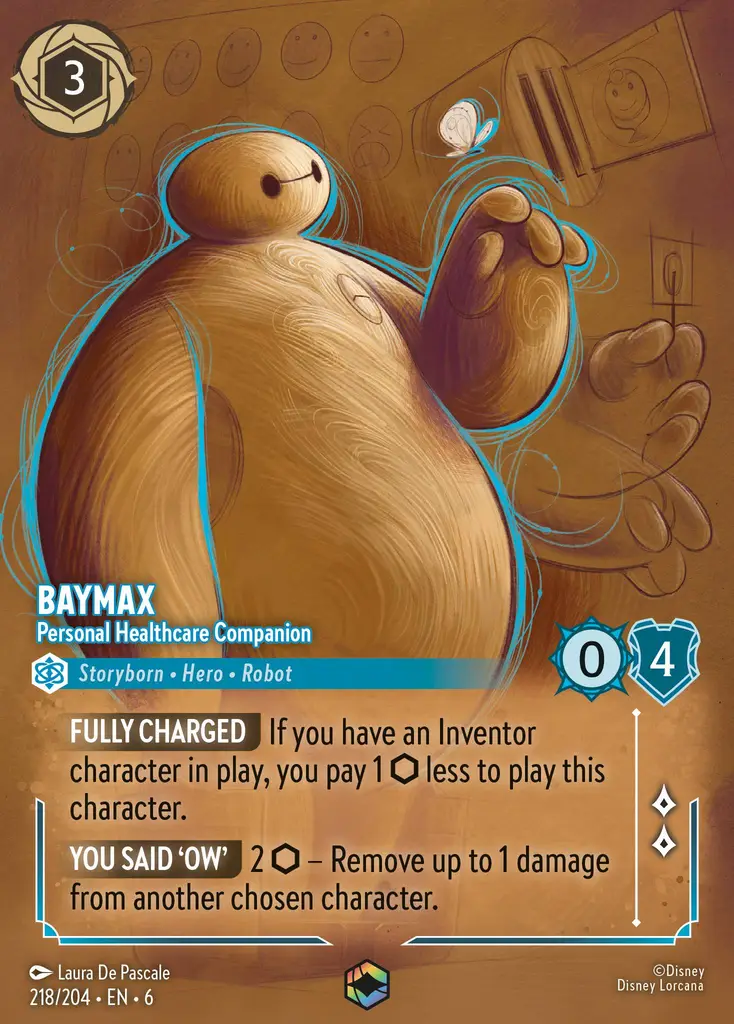 3
BAYMAX
Personal Healthcare Companion
Storyborn • Hero • Robot
0 4
FULLY CHARGED If you have an Inventor
character in play, you pay 1 ⬡ less to play this
character.
YOU SAID ‘OW’ 2 ⬡ – Remove up to 1 damage
from another chosen character.
Laura De Pascale
218/204 • EN • 6
©Disney
Disney Lorcana